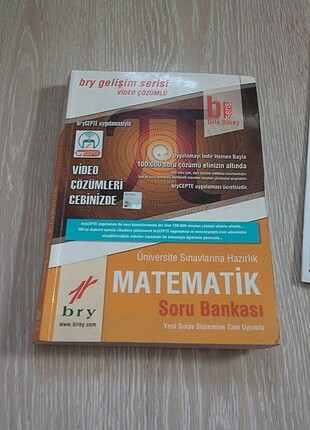 bry gelişim serisi
VİDEO ÇÖZÜMLÜ
b serisi
Orta Düzey
bryCEPTE uygulamasıyla
Uygulamayı İndir Hemen Başla
100.000 soru çözümü elinizin altında
bryCEPTE uygulaması ücretsizdir.
VİDEO
ÇÖZÜMLERİ
CEBİNİZDE
Üniversite Sınavlarına Hazırlık
MATEMATİK
Soru Bankası
Yeni Sınav Sistemine Tam Uyumlu
bry
www.birey.com